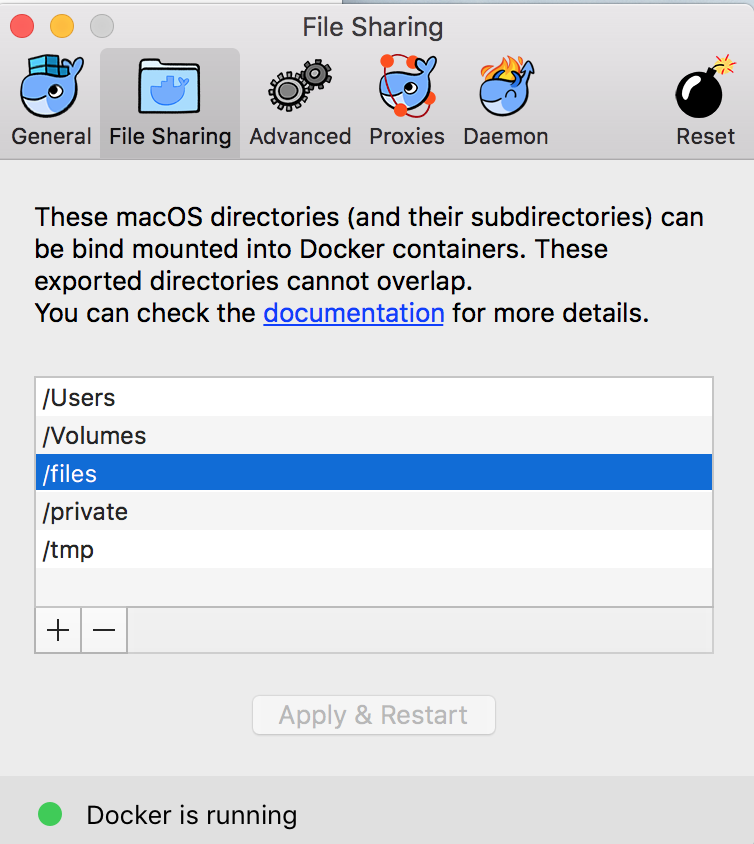 File Sharing
General
File Sharing
Advanced
Proxies
Daemon
Reset
These macOS directories (and their subdirectories) can
be bind mounted into Docker containers. These
exported directories cannot overlap.
You can check the documentation for more details.
/Users
/Volumes
/files
/private
/tmp
Apply & Restart
Docker is running